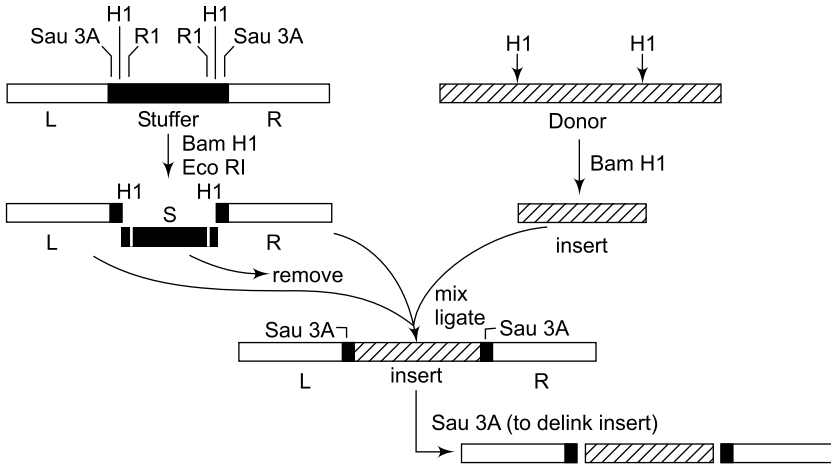 H1 H1
Sau 3A R1 R1 Sau 3A
H1 H1
L Stuffer R
Donor
Bam H1
Eco RI
Bam H1
H1 H1
S
L R
insert
remove
mix
ligate
Sau 3A Sau 3A
L insert R
Sau 3A (to delink insert)